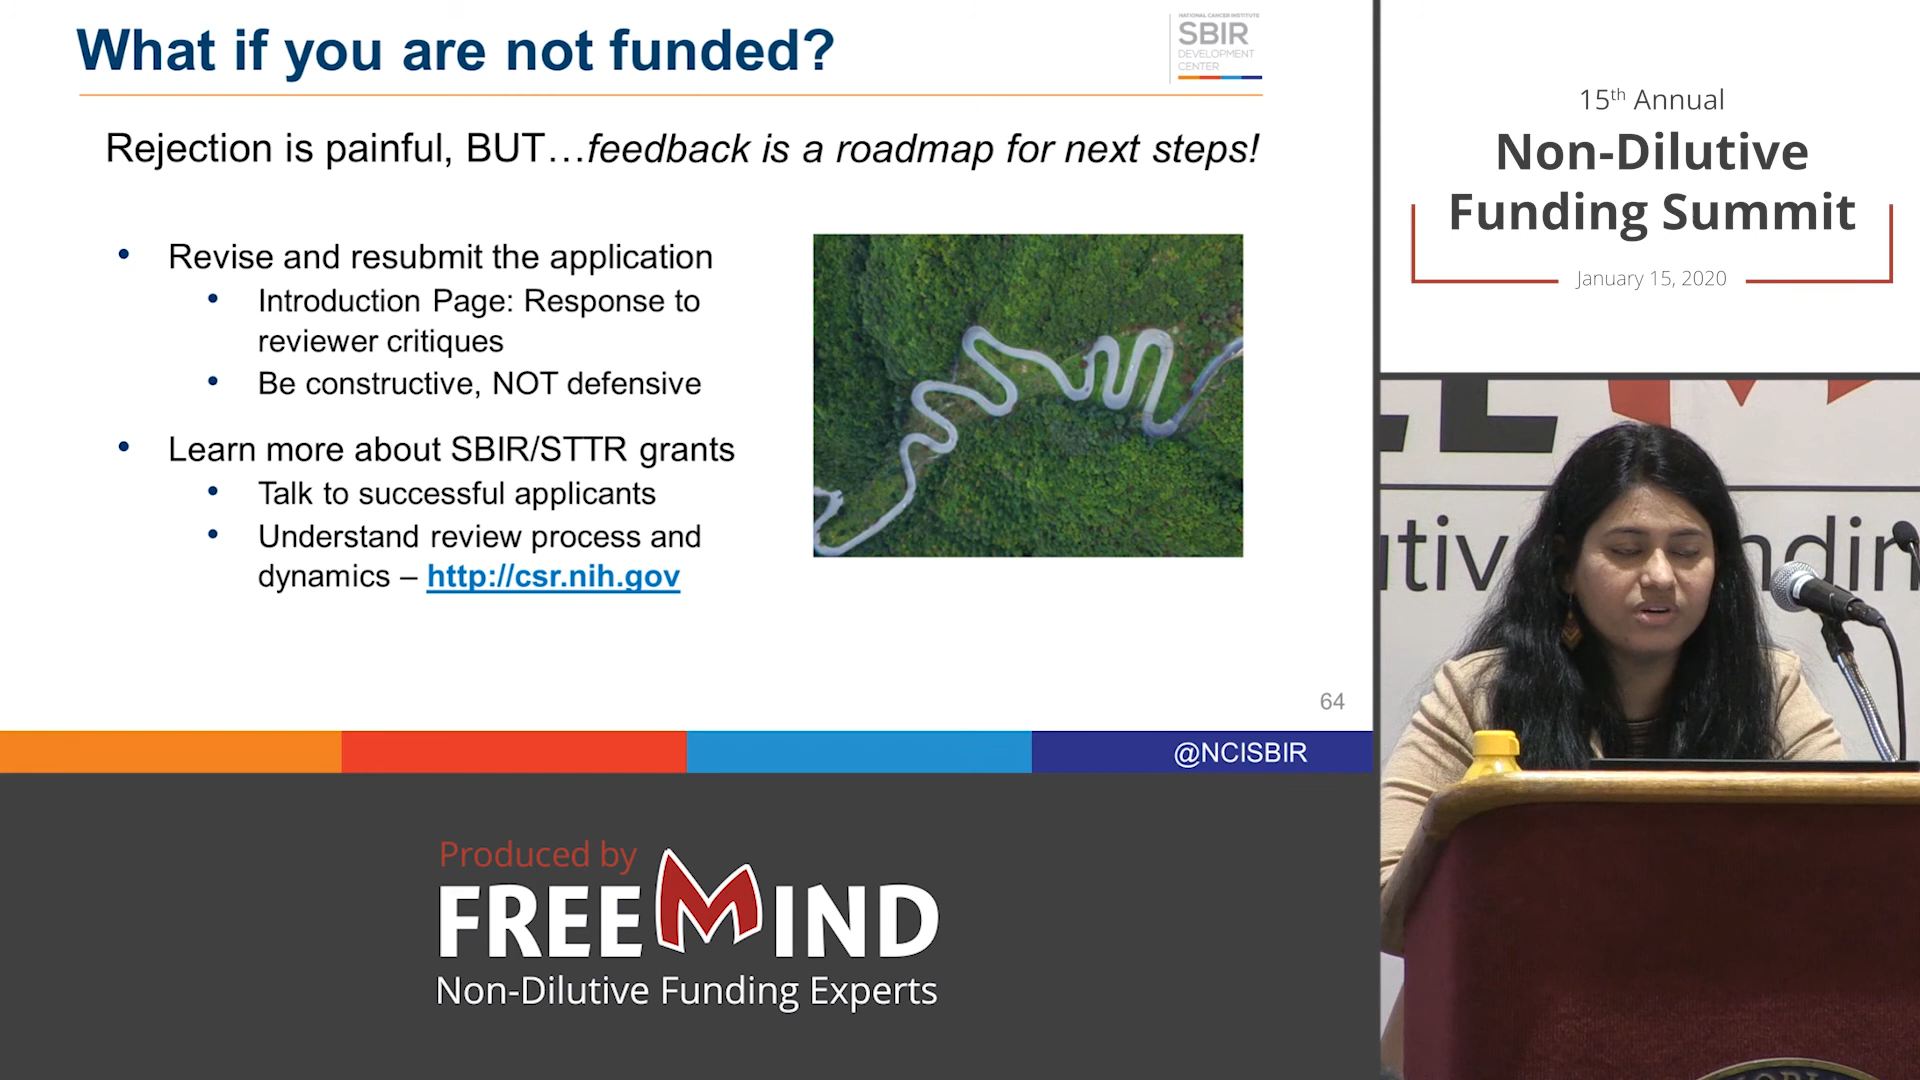 What if you are not funded?
NATIONAL CANCER INSTITUTE
SBIR
DEVELOPMENT
CENTER
Rejection is painful, BUT…feedback is a roadmap for next steps!
• Revise and resubmit the application
• Introduction Page: Response to
reviewer critiques
• Be constructive, NOT defensive
• Learn more about SBIR/STTR grants
• Talk to successful applicants
• Understand review process and
dynamics – http://csr.nih.gov
64
@NCISBIR
Produced by
FREEMIND
Non-Dilutive Funding Experts
15th Annual
Non-Dilutive
Funding Summit
January 15, 2020